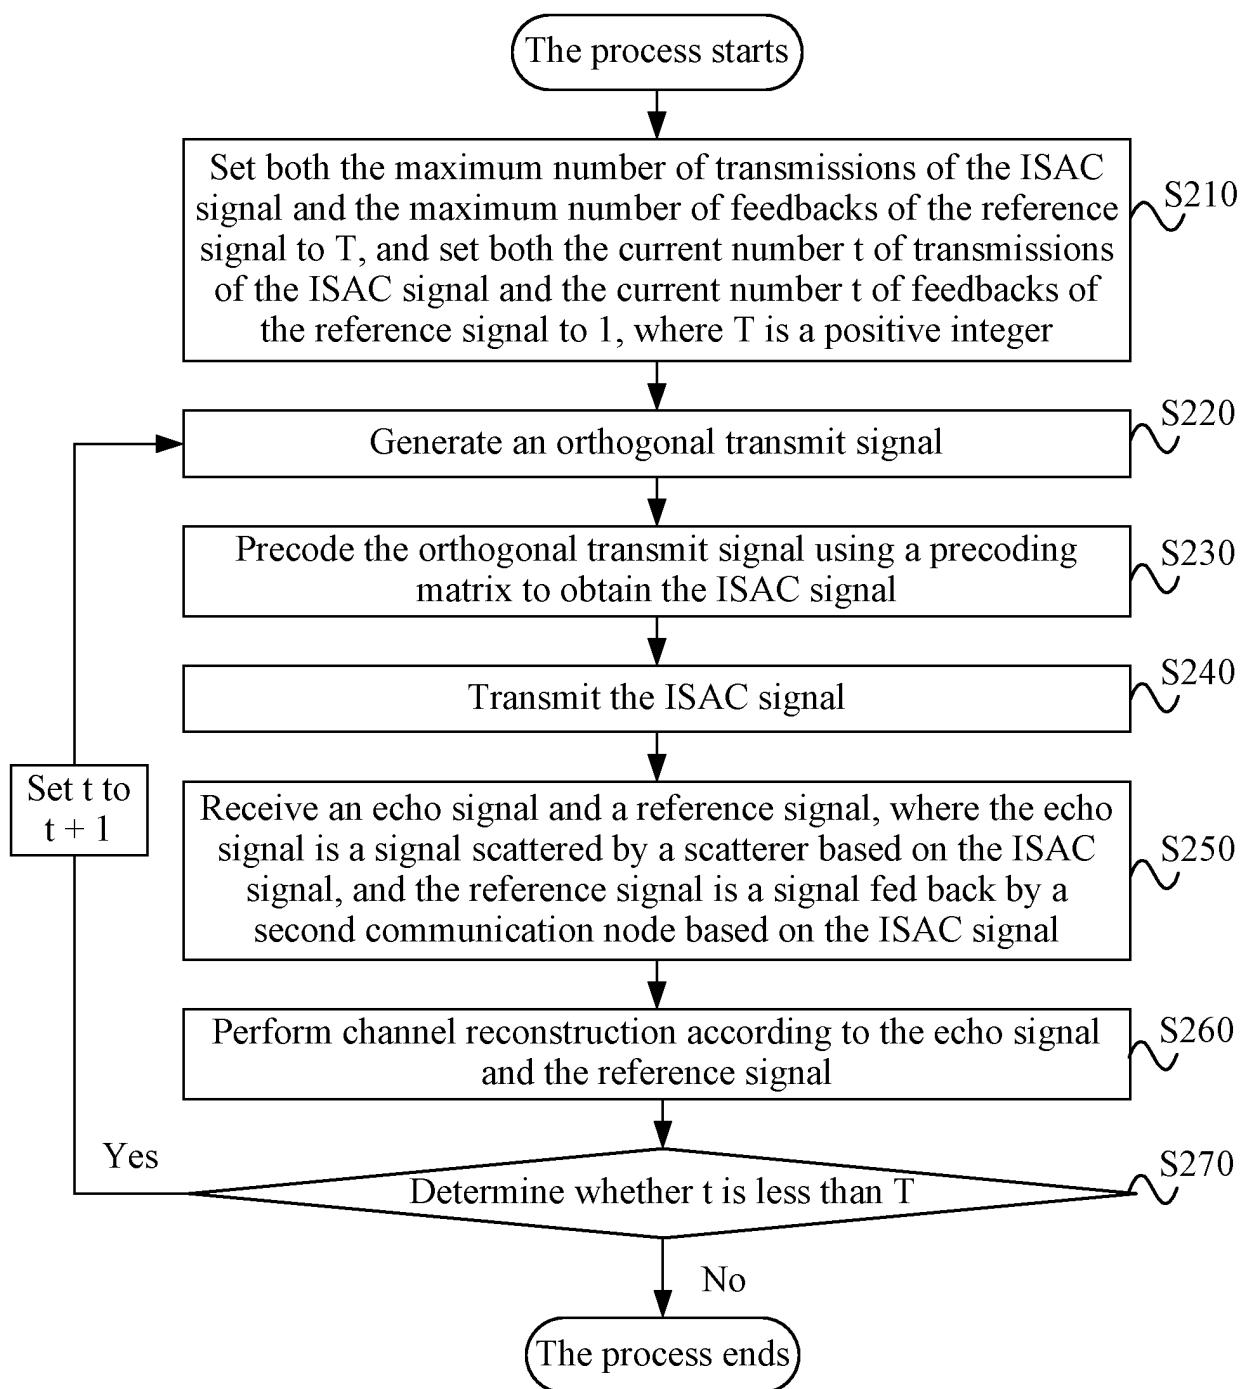 The process starts
Set both the maximum number of transmissions of the ISAC
signal and the maximum number of feedbacks of the reference
signal to T, and set both the current number t of transmissions
of the ISAC signal and the current number t of feedbacks of
the reference signal to 1, where T is a positive integer
S210
Generate an orthogonal transmit signal
S220
Precode the orthogonal transmit signal using a precoding
matrix to obtain the ISAC signal
S230
Transmit the ISAC signal
S240
Set t to
t + 1
Receive an echo signal and a reference signal, where the echo
signal is a signal scattered by a scatterer based on the ISAC
signal, and the reference signal is a signal fed back by a
second communication node based on the ISAC signal
S250
Perform channel reconstruction according to the echo signal
and the reference signal
S260
Yes
Determine whether t is less than T
S270
No
The process ends